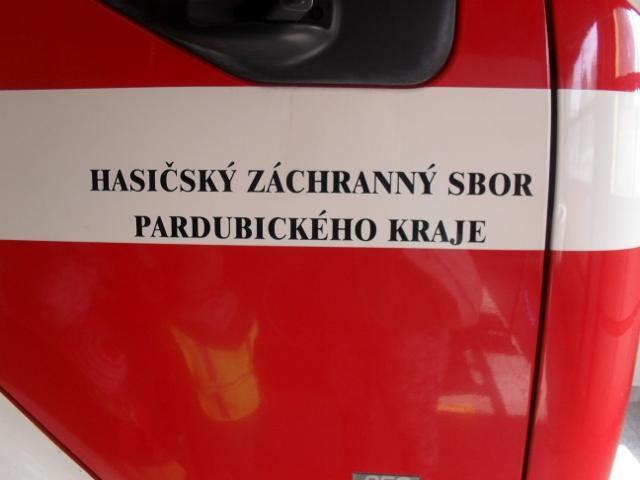 HASIČSKÝ ZÁCHRANNÝ SBOR
PARDUBICKÉHO KRAJE